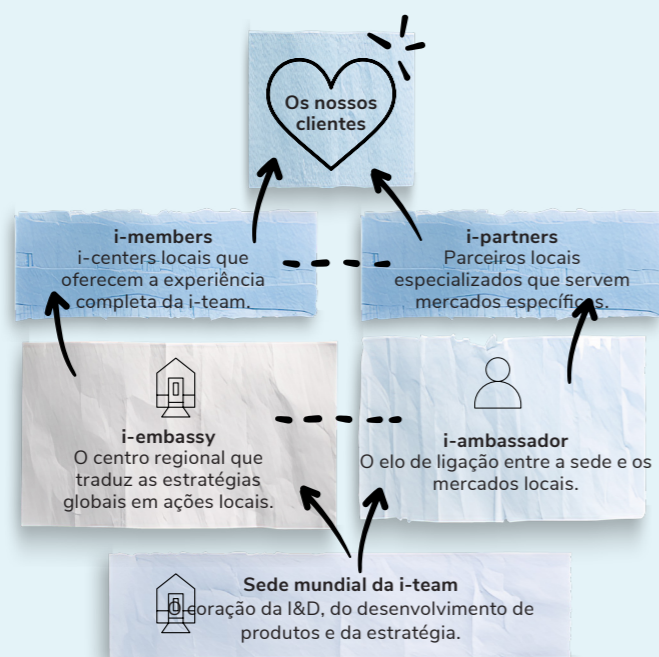 Os nossos
clientes
i-members
i-centers locais que
oferecem a experiência
completa da i-team.
i-partners
Parceiros locais
especializados que servem
mercados específicos.
i-embassy
O centro regional que
traduz as estratégias
globais em ações locais.
i-ambassador
O elo de ligação entre a sede e os
mercados locais.
Sede mundial da i-team
O coração da I&D, do desenvolvimento de
produtos e da estratégia.